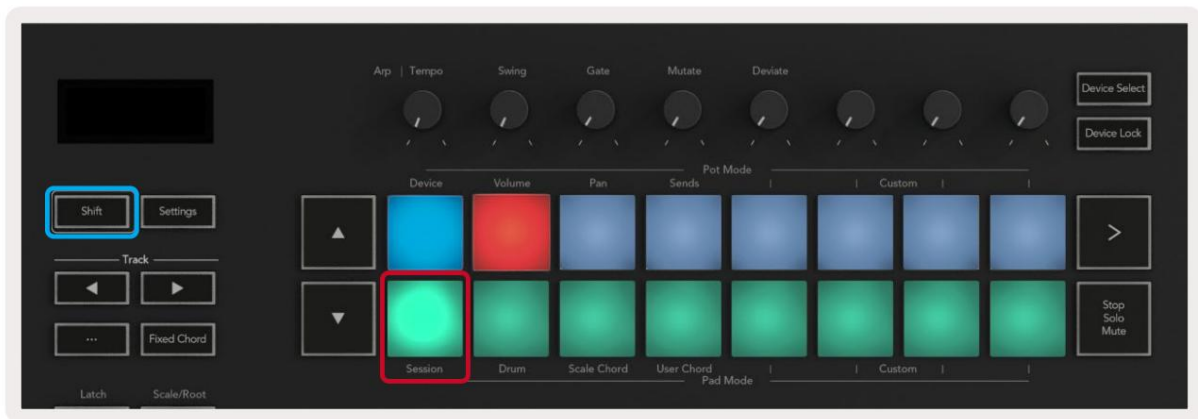 Arp | Tempo Swing Gate Mutate Deviate
Device Select
Device Lock
Pot Mode
Device Volume Pan Sends | | Custom | |
Shift Settings
Track
...
Fixed Chord
Stop
Solo
Mute
Session Drum Scale Chord User Chord | | Custom | |
Pad Mode
Latch Scale/Root